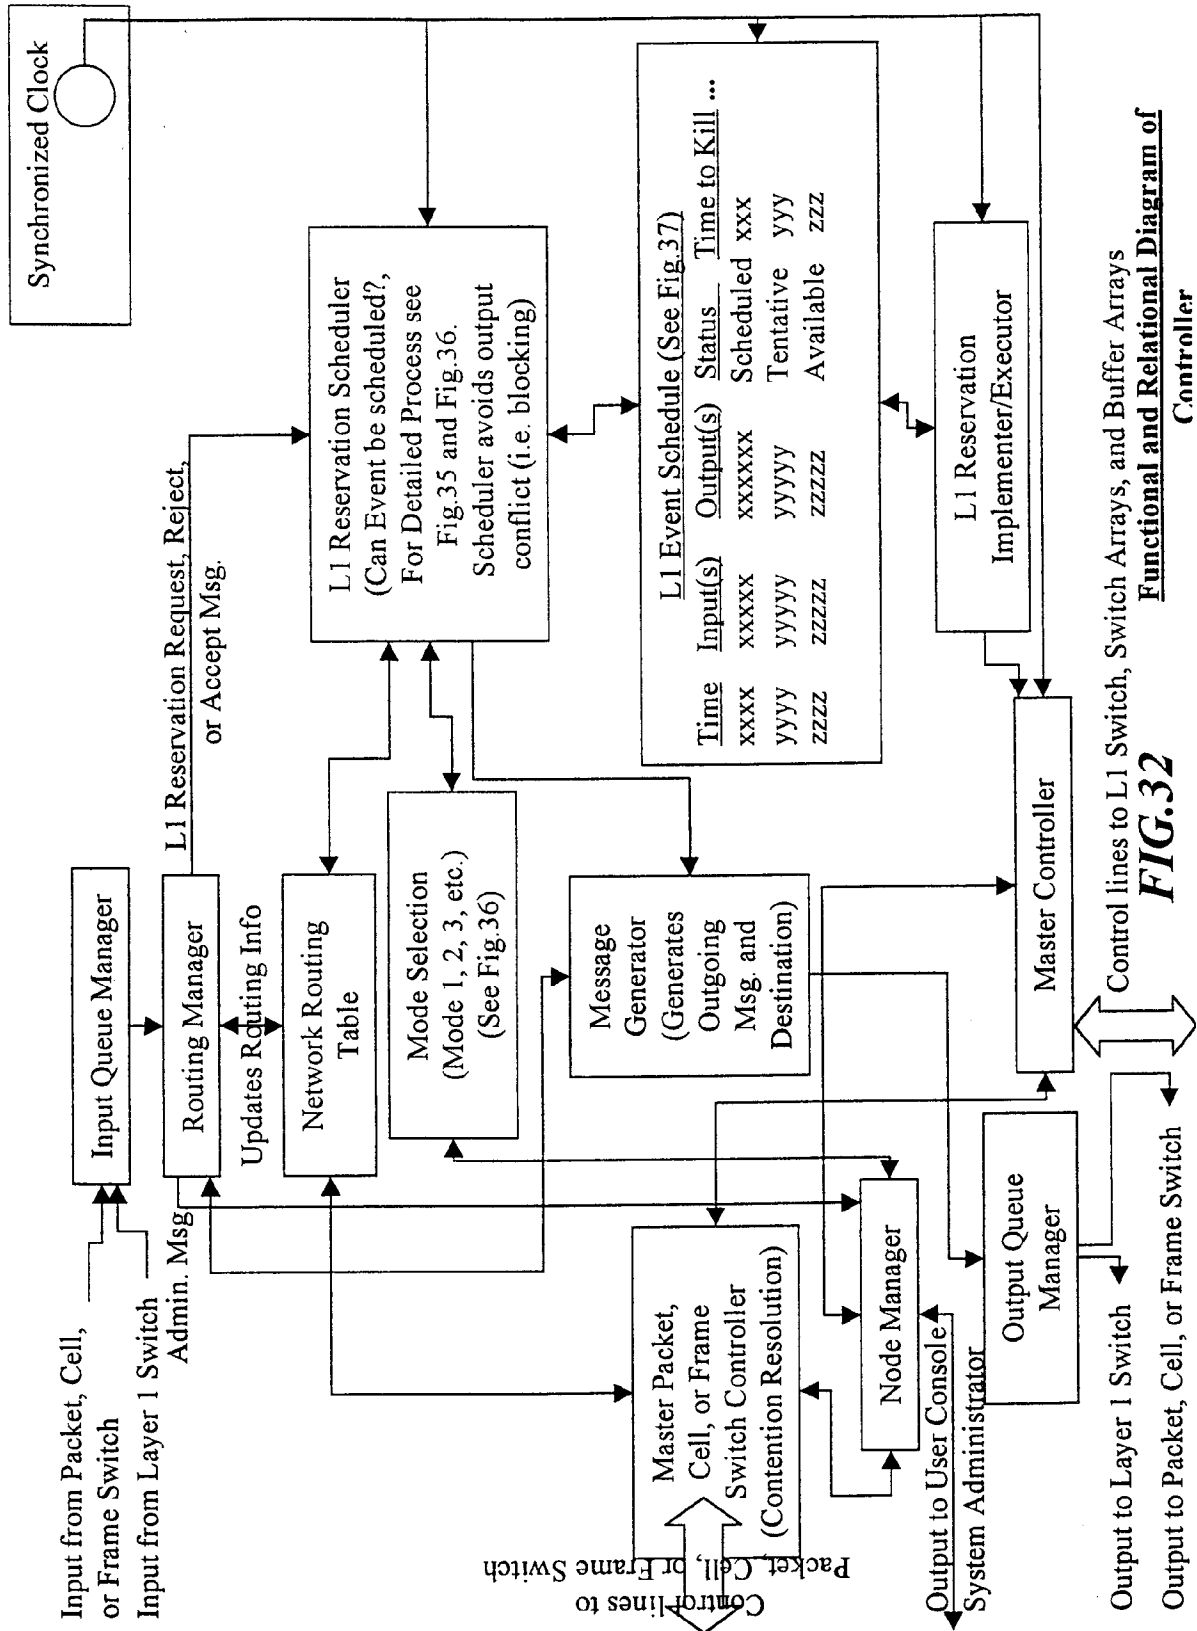 Synchronized Clock
Input from Packet, Cell,
or Frame Switch
Input from Layer 1 Switch
Input Queue Manager
Admin. Msg
Routing Manager
L1 Reservation Request, Reject,
or Accept Msg.
Updates Routing Info
Network Routing
Table
Mode Selection
(Mode 1, 2, 3, etc.)
(See Fig.36)
L1 Reservation Scheduler
(Can Event be scheduled?,
For Detailed Process see
Fig.35 and Fig.36.
Scheduler avoids output
conflict (i.e. blocking)
Message
Generator
(Generates
Outgoing
Msg. and
Destination)
L1 Event Schedule (See Fig.37)
Time Input(s) Output(s) Status Time to Kill ...
xxxx xxxxx xxxxxx Scheduled xxx
yyyy yyyyy yyyyy Tentative yyy
zzzz zzzzz zzzzz Available zzz
Master Packet,
Cell, or Frame
Switch Controller
(Contention Resolution)
Control lines to
Packet, Cell, or Frame Switch
Node Manager
Output to User Console
System Administrator
L1 Reservation
Implementer/Executor
Master Controller
Output Queue
Manager
Output to Layer 1 Switch
Output to Packet, Cell, or Frame Switch
Control lines to L1 Switch, Switch Arrays, and Buffer Arrays
FIG.32
Functional and Relational Diagram of
Controller